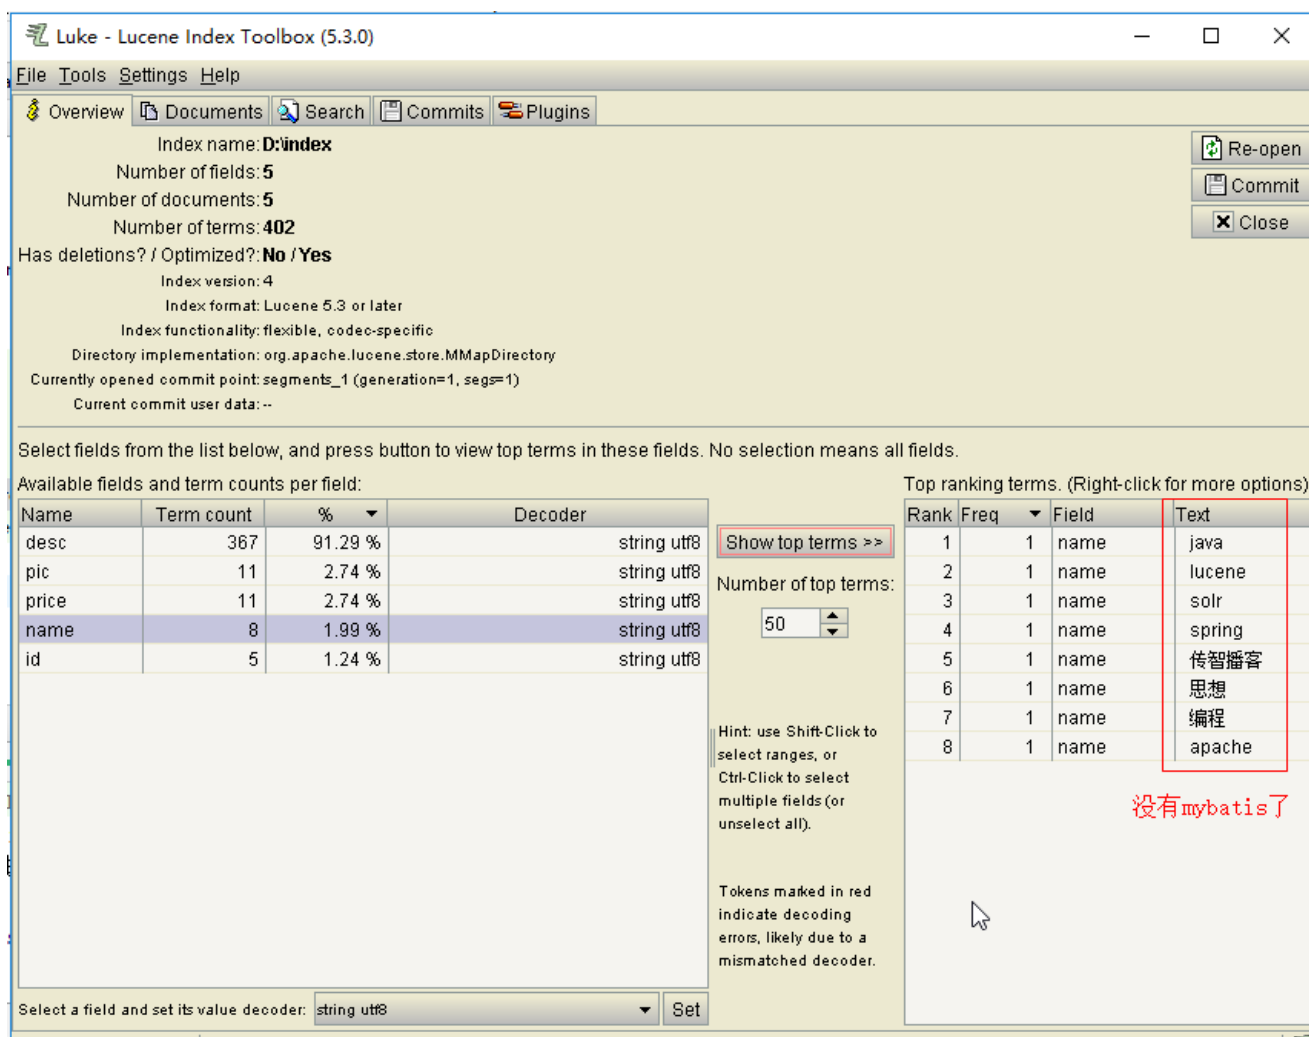 Luke - Lucene Index Toolbox (5.3.0)
File Tools Settings Help
Overview Documents Search Commits Plugins
Index name: D:\index
Number of fields: 5
Number of documents: 5
Number of terms: 402
Has deletions? / Optimized?: No / Yes
Index version: 4
Index format: Lucene 5.3 or later
Index functionality: flexible, codec-specific
Directory implementation: org.apache.lucene.store.MMapDirectory
Currently opened commit point: segments_1 (generation=1, segs=1)
Current commit user data: --
Re-open
Commit
Close
Select fields from the list below, and press button to view top terms in these fields. No selection means all fields.
Available fields and term counts per field:
Name Term count % Decoder
desc 367 91.29 % string utf8
pic 11 2.74 % string utf8
price 11 2.74 % string utf8
name 8 1.99 % string utf8
id 5 1.24 % string utf8
Show top terms >>
Number of top terms:
50
Hint: use Shift-Click to
select ranges, or
Ctrl-Click to select
multiple fields (or
unselect all).
Tokens marked in red
indicate decoding
errors, likely due to a
mismatched decoder.
Top ranking terms. (Right-click for more options)
Rank Freq Field Text
1 1 name java
2 1 name lucene
3 1 name solr
4 1 name spring
5 1 name 传智播客
6 1 name 思想
7 1 name 编程
8 1 name apache
没有mybatis了
Select a field and set its value decoder: string utf8 Set